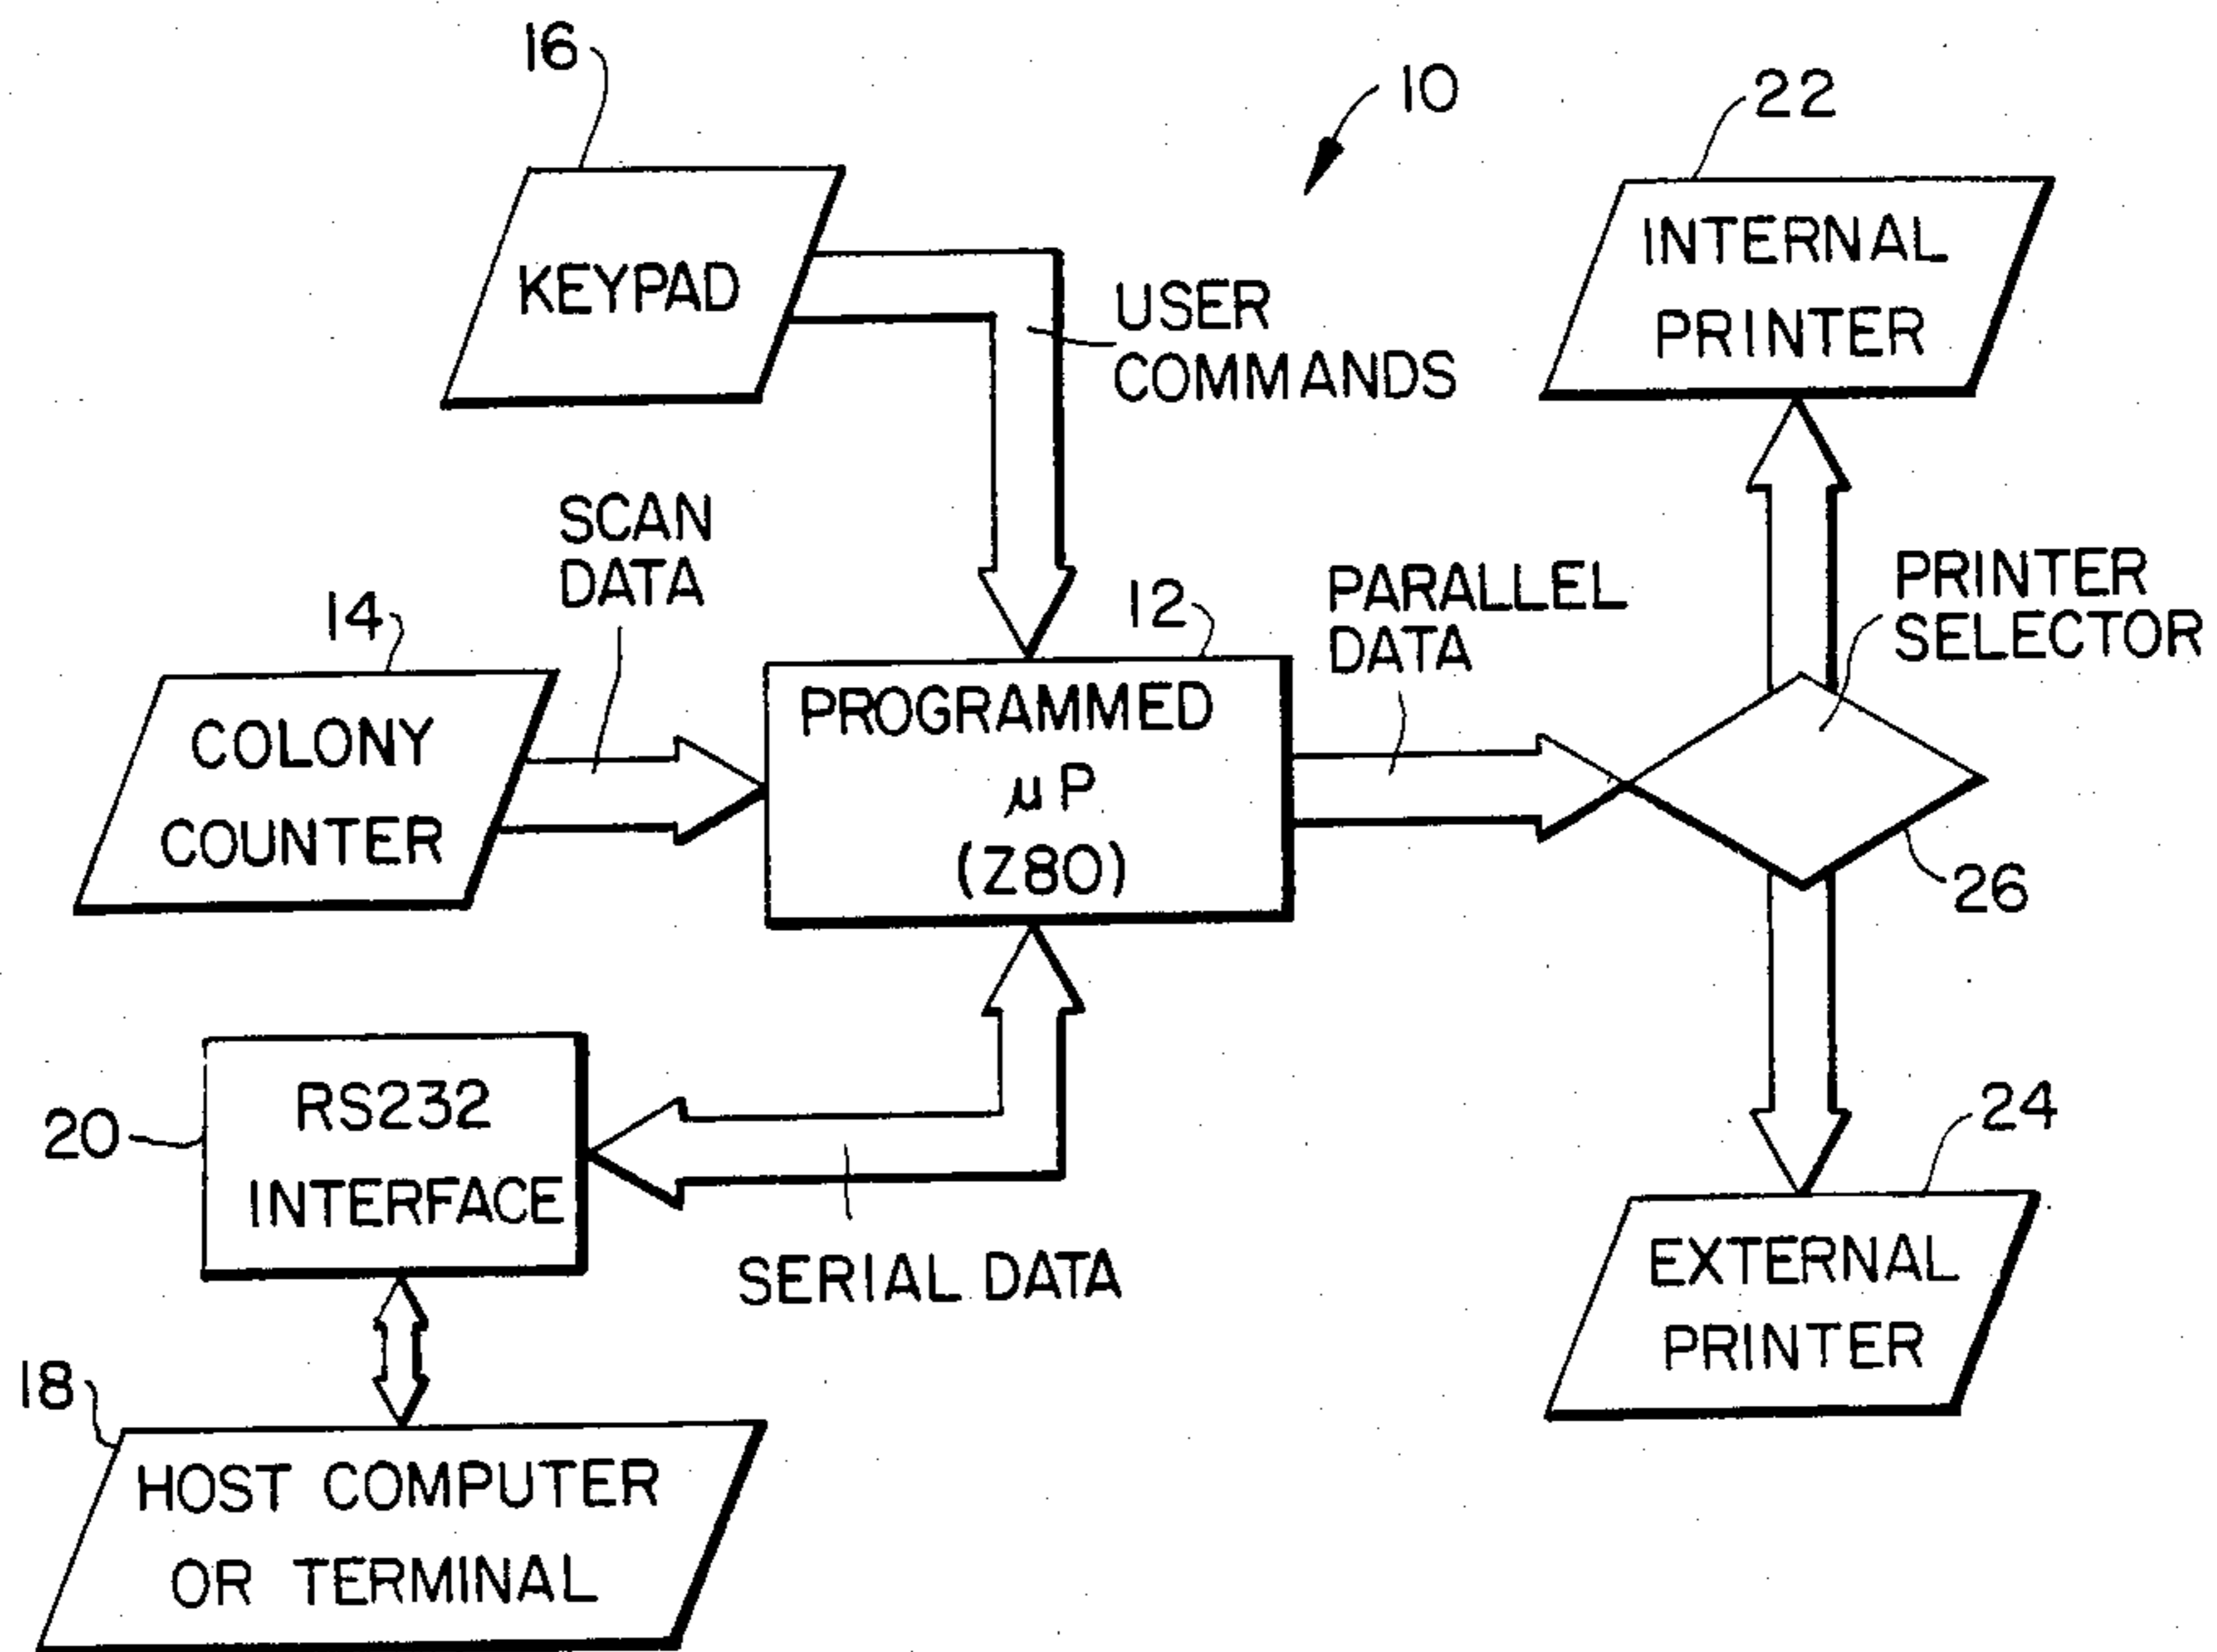 16
10
22
KEYPAD
USER
COMMANDS
INTERNAL
PRINTER
SCAN
DATA
14
12
PARALLEL
DATA
PRINTER
SELECTOR
COLONY
COUNTER
PROGRAMMED
μP
(Z80)
26
20
RS232
INTERFACE
SERIAL DATA
24
EXTERNAL
PRINTER
18
HOST COMPUTER
OR TERMINAL